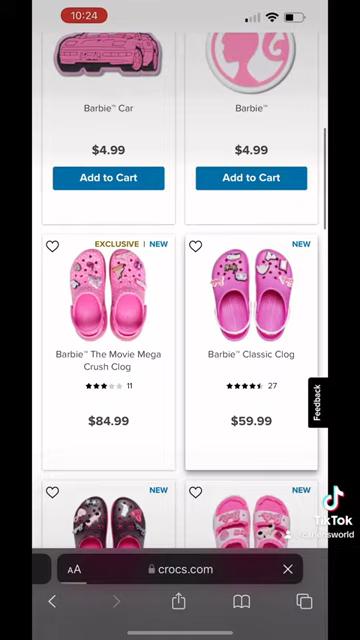 10:24
Barbie™ Car
Barbie™
$4.99
$4.99
Add to Cart
Add to Cart
EXCLUSIVE | NEW
NEW
Barbie™ The Movie Mega
Crush Clog
Barbie™ Classic Clog
11
27
$84.99
$59.99
Feedback
NEW
NEW
TikTok
AA
crocs.com